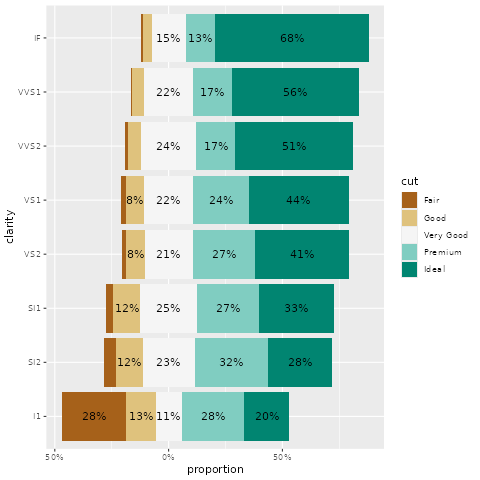 IF 15% 13% 68%
VVS1 22% 17% 56%
VVS2 24% 17% 51%
VS1 8% 22% 24% 44%
VS2 8% 21% 27% 41%
SI1 12% 25% 27% 33%
SI2 12% 23% 32% 28%
I1 28% 13% 11% 28% 20%
50% 0% 50%
proportion
clarity
cut
Fair
Good
Very Good
Premium
Ideal